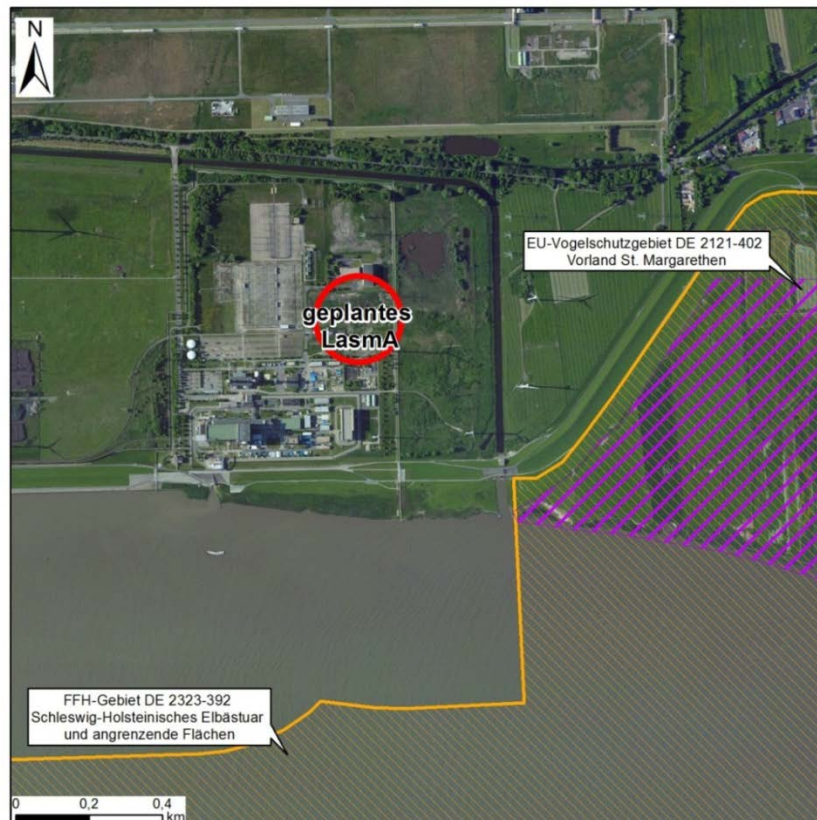 N
EU-Vogelschutzgebiet DE 2121-402
Vorland St. Margarethen
geplantes
LasmA
FFH-Gebiet DE 2323-392
Schleswig-Holsteinisches Elbästuar
und angrenzende Flächen
0 0,2 0,4
km